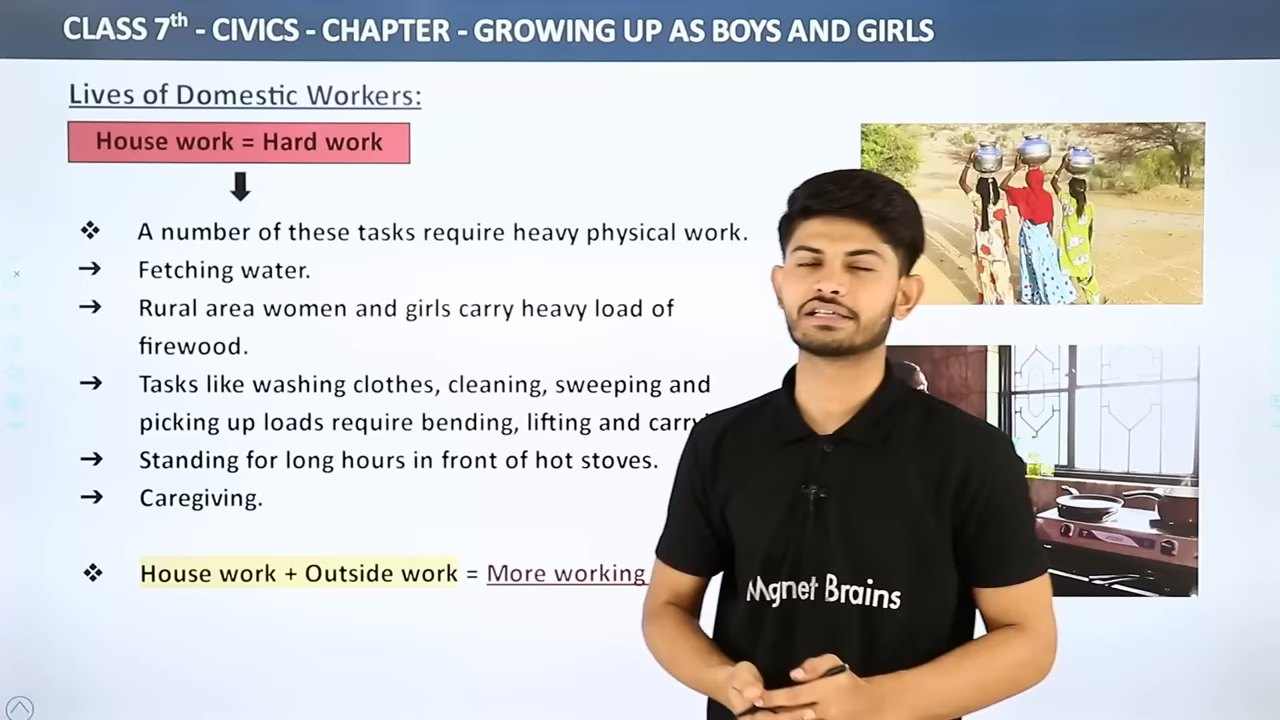 CLASS 7th - CIVICS - CHAPTER - GROWING UP AS BOYS AND GIRLS
Lives of Domestic Workers:
House work = Hard work
❖ A number of these tasks require heavy physical work.
→ Fetching water.
→ Rural area women and girls carry heavy load of
firewood.
→ Tasks like washing clothes, cleaning, sweeping and
picking up loads require bending, lifting and
→ Standing for long hours in front of hot stoves.
→ Caregiving.
❖ House work + Outside work = More working
Magnet Brains